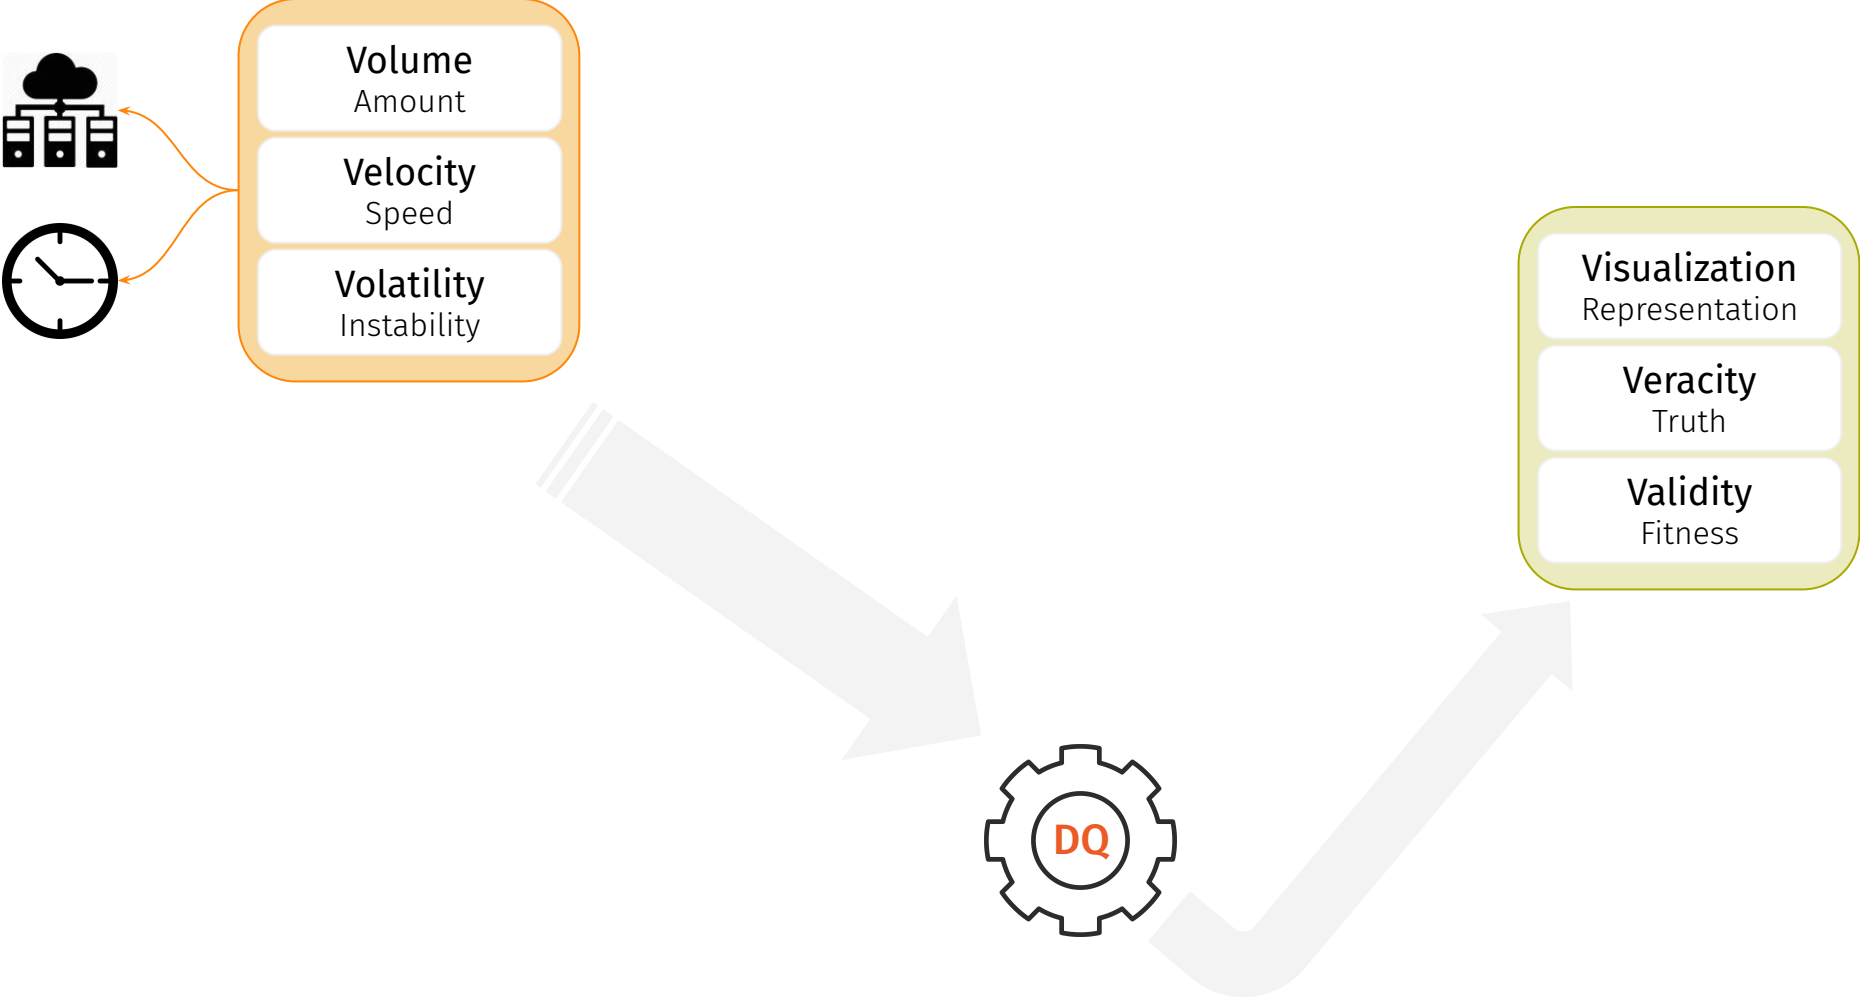 Volume
Amount
Velocity
Speed
Volatility
Instability
Visualization
Representation
Veracity
Truth
Validity
Fitness
DQ